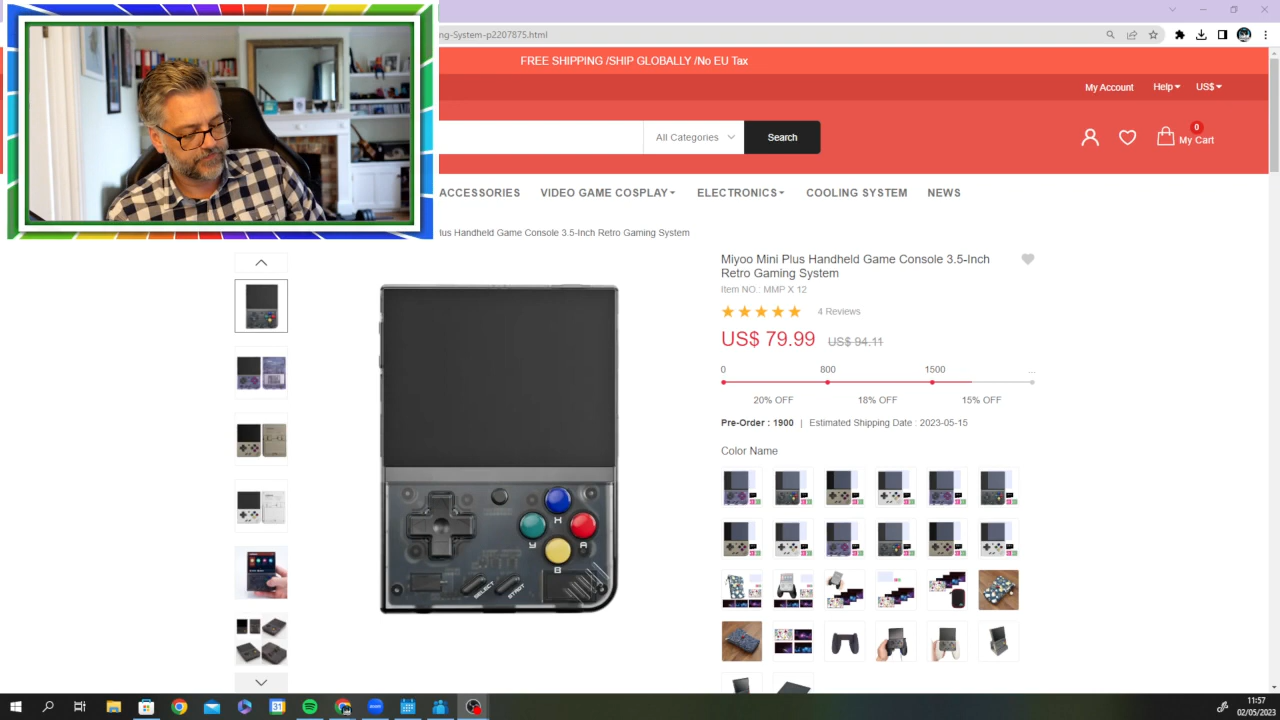 ng-System-p2207875.html
FREE SHIPPING /SHIP GLOBALLY /No EU Tax
My Account
Help
US$
All Categories
Search
0
My Cart
ACCESSORIES
VIDEO GAME COSPLAY
ELECTRONICS
COOLING SYSTEM
NEWS
lus Handheld Game Console 3.5-Inch Retro Gaming System
Miyoo Mini Plus Handheld Game Console 3.5-Inch
Retro Gaming System
Item NO.: MMP X 12
4 Reviews
US$ 79.99 US$ 94.11
0 800 1500 ...
20% OFF 18% OFF 15% OFF
Pre-Order : 1900 | Estimated Shipping Date : 2023-05-15
Color Name
X
Y
A
B
SELECT
START
31
zoom
11:57
02/05/2023